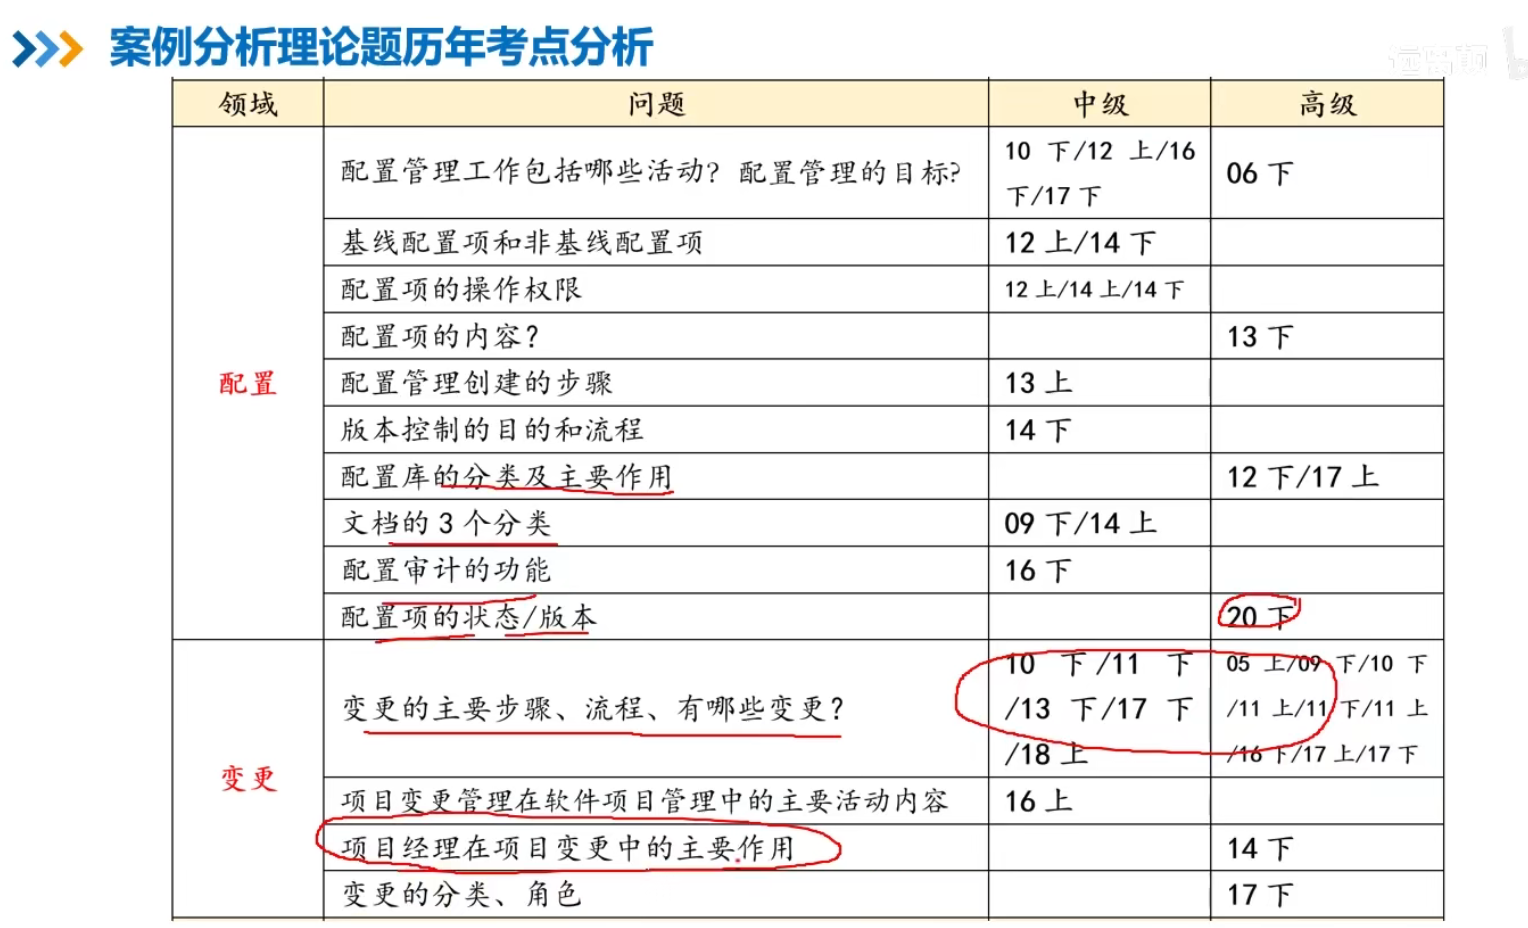 案例分析理论题历年考点分析
领域 问题 中级 高级
配置
配置管理工作包括哪些活动？配置管理的目标？ 10 下/12 上/16 下/17 下 06 下
基线配置项和非基线配置项 12 上/14 下
配置项的操作权限 12 上/14 上/14 下
配置项的内容？ 13 下
配置管理创建的步骤 13 上
版本控制的目的和流程 14 下
配置库的分类及主要作用 12 下/17 上
文档的 3 个分类 09 下/14 上
配置审计的功能 16 下
配置项的状态/版本 20 下
变更
变更的主要步骤、流程、有哪些变更？ 10 下/11 下/13 下/17 下/18 上 05 上/09 下/10 下/11 上/11 下/11 上/16 下/17 上/17 下
项目变更管理在软件项目管理中的主要活动内容 16 上
项目经理在项目变更中的主要作用 14 下
变更的分类、角色 17 下